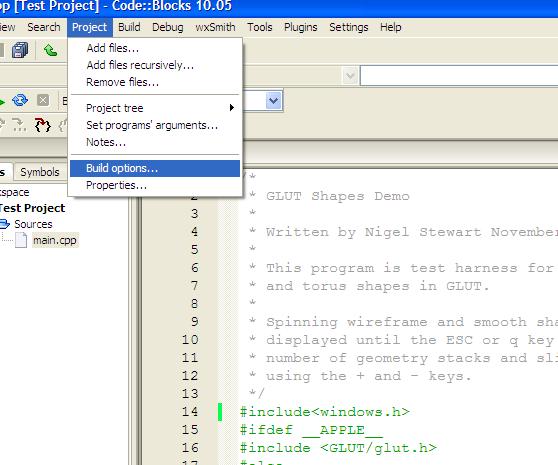 [Test Project] - Code::Blocks 10.05
Search Project Build Debug wxSmith Tools Plugins Settings Help
Add files...
Add files recursively...
Remove files...
Project tree
Set programs' arguments...
Notes...
Build options...
Properties...
Symbols
Test Project
Sources
main.cpp
/*
2 * GLUT Shapes Demo
3 *
4 * Written by Nigel Stewart November
5 *
6 * This program is test harness for
7 and torus shapes in GLUT.
8 *
9 * Spinning wireframe and smooth sha
10 * displayed until the ESC or q key
11 * number of geometry stacks and sli
12 * using the + and - keys.
13 */
14 #include<windows.h>
15 #ifdef __APPLE__
16 #include <GLUT/glut.h>
17 #else